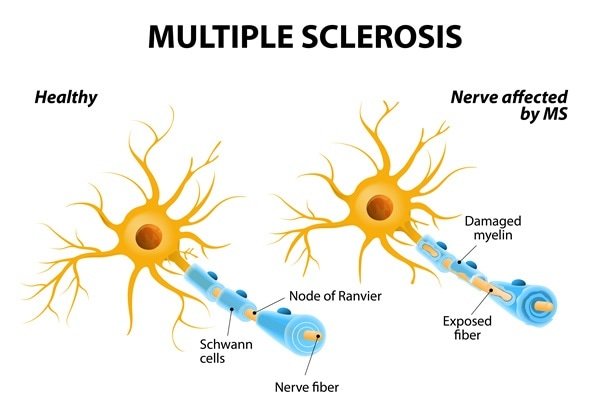 MULTIPLE SCLEROSIS
Healthy
Nerve affected
by MS
Damaged
myelin
Node of Ranvier
Exposed
fiber
Schwann
cells
Nerve fiber